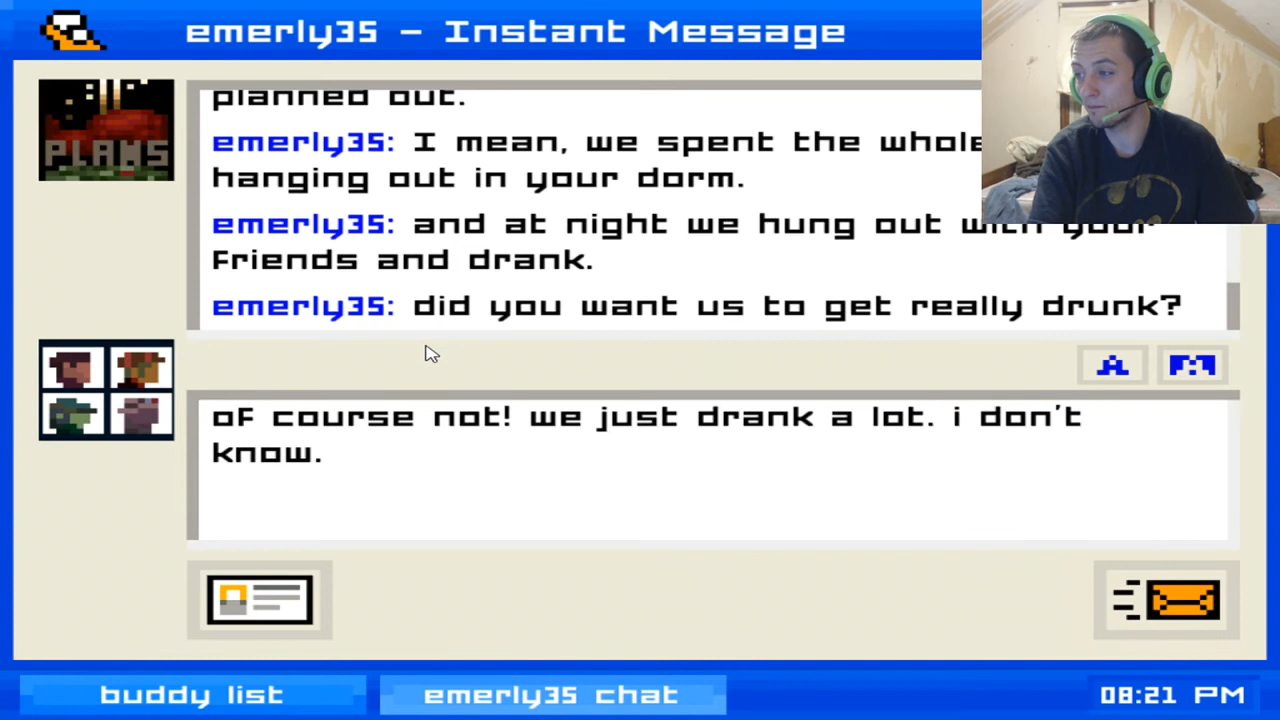 emerly35 - Instant Message
PLANS
planned out.
emerly35: I mean, we spent the whole
hanging out in your dorm.
emerly35: and at night we hung out with your
Friends and drank.
emerly35: did you want us to get really drunk?
A M
of course not! we just drank a lot. i don't
know.
buddy list
emerly35 chat
08:21 PM